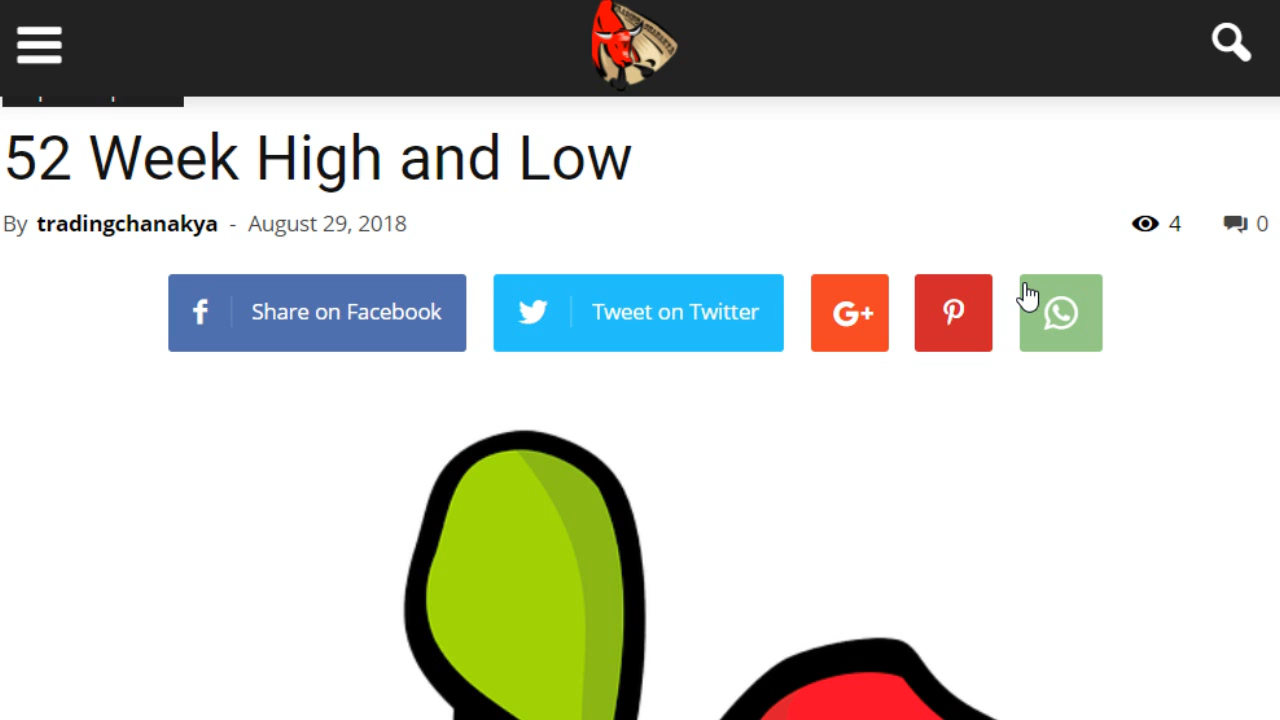 52 Week High and Low
By tradingchanakya - August 29, 2018 4 0
f Share on Facebook Tweet on Twitter G+